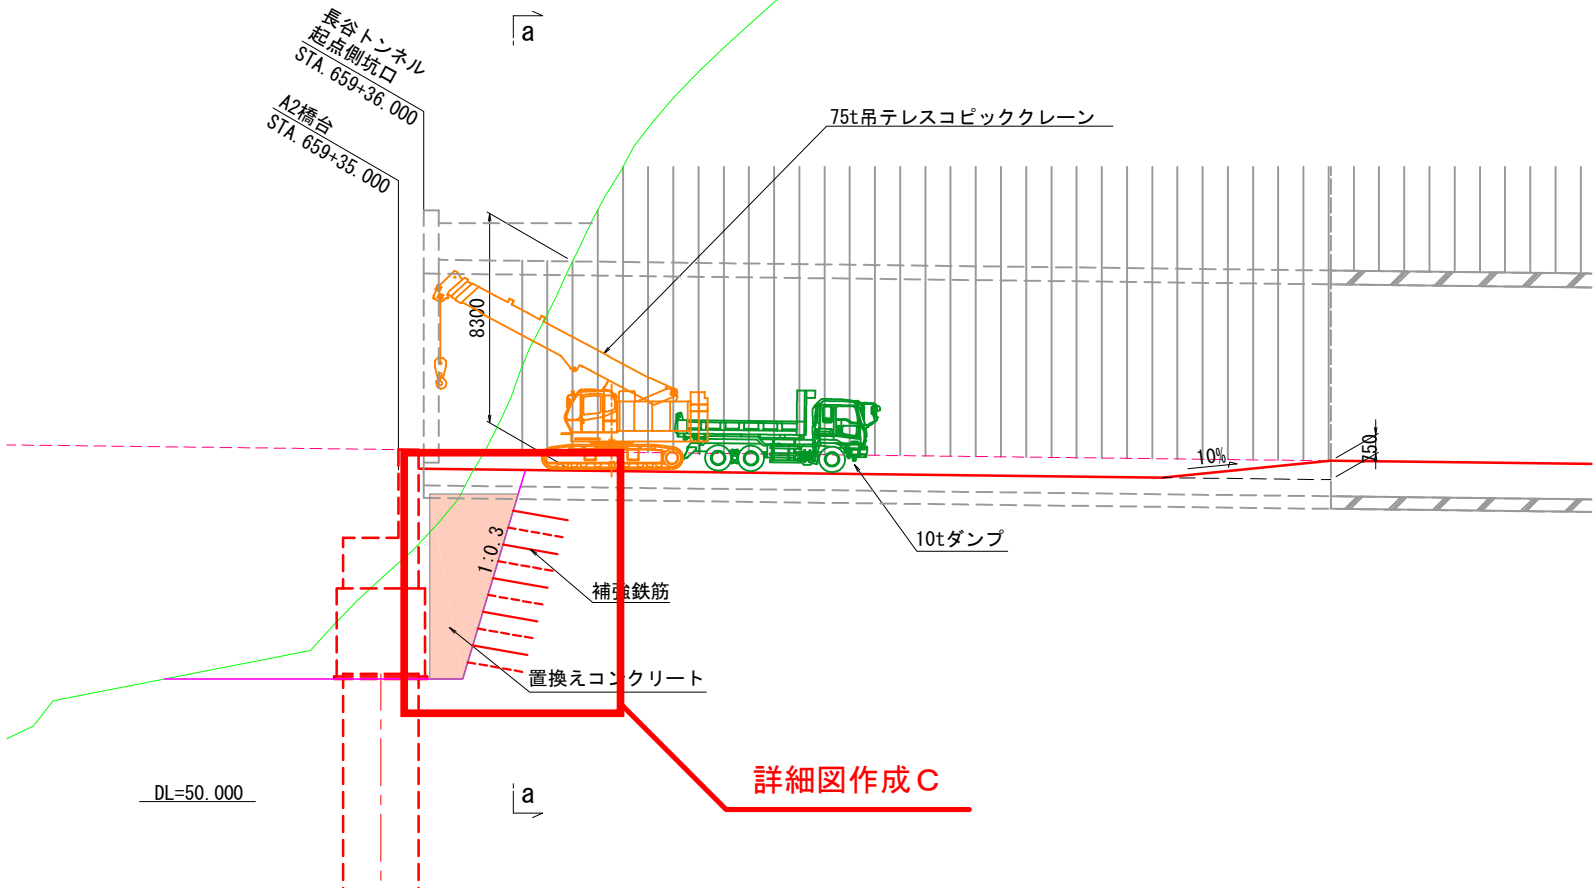 長谷トンネル
起点側坑口
STA. 659+36.000
A2橋台
STA. 659+35.000
a
75t吊テレスコピッククレーン
8300
10%
750
10tダンプ
1:0.3
補強鉄筋
置換えコンクリート
詳細図作成C
DL=50.000
a